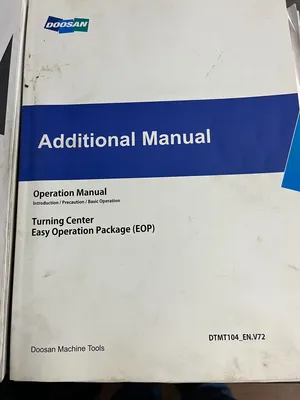 DOOSAN
Additional Manual
Operation Manual
Introduction / Precaution / Basic Operation
Turning Center
Easy Operation Package (EOP)
DTMT104_EN.V72
Doosan Machine Tools